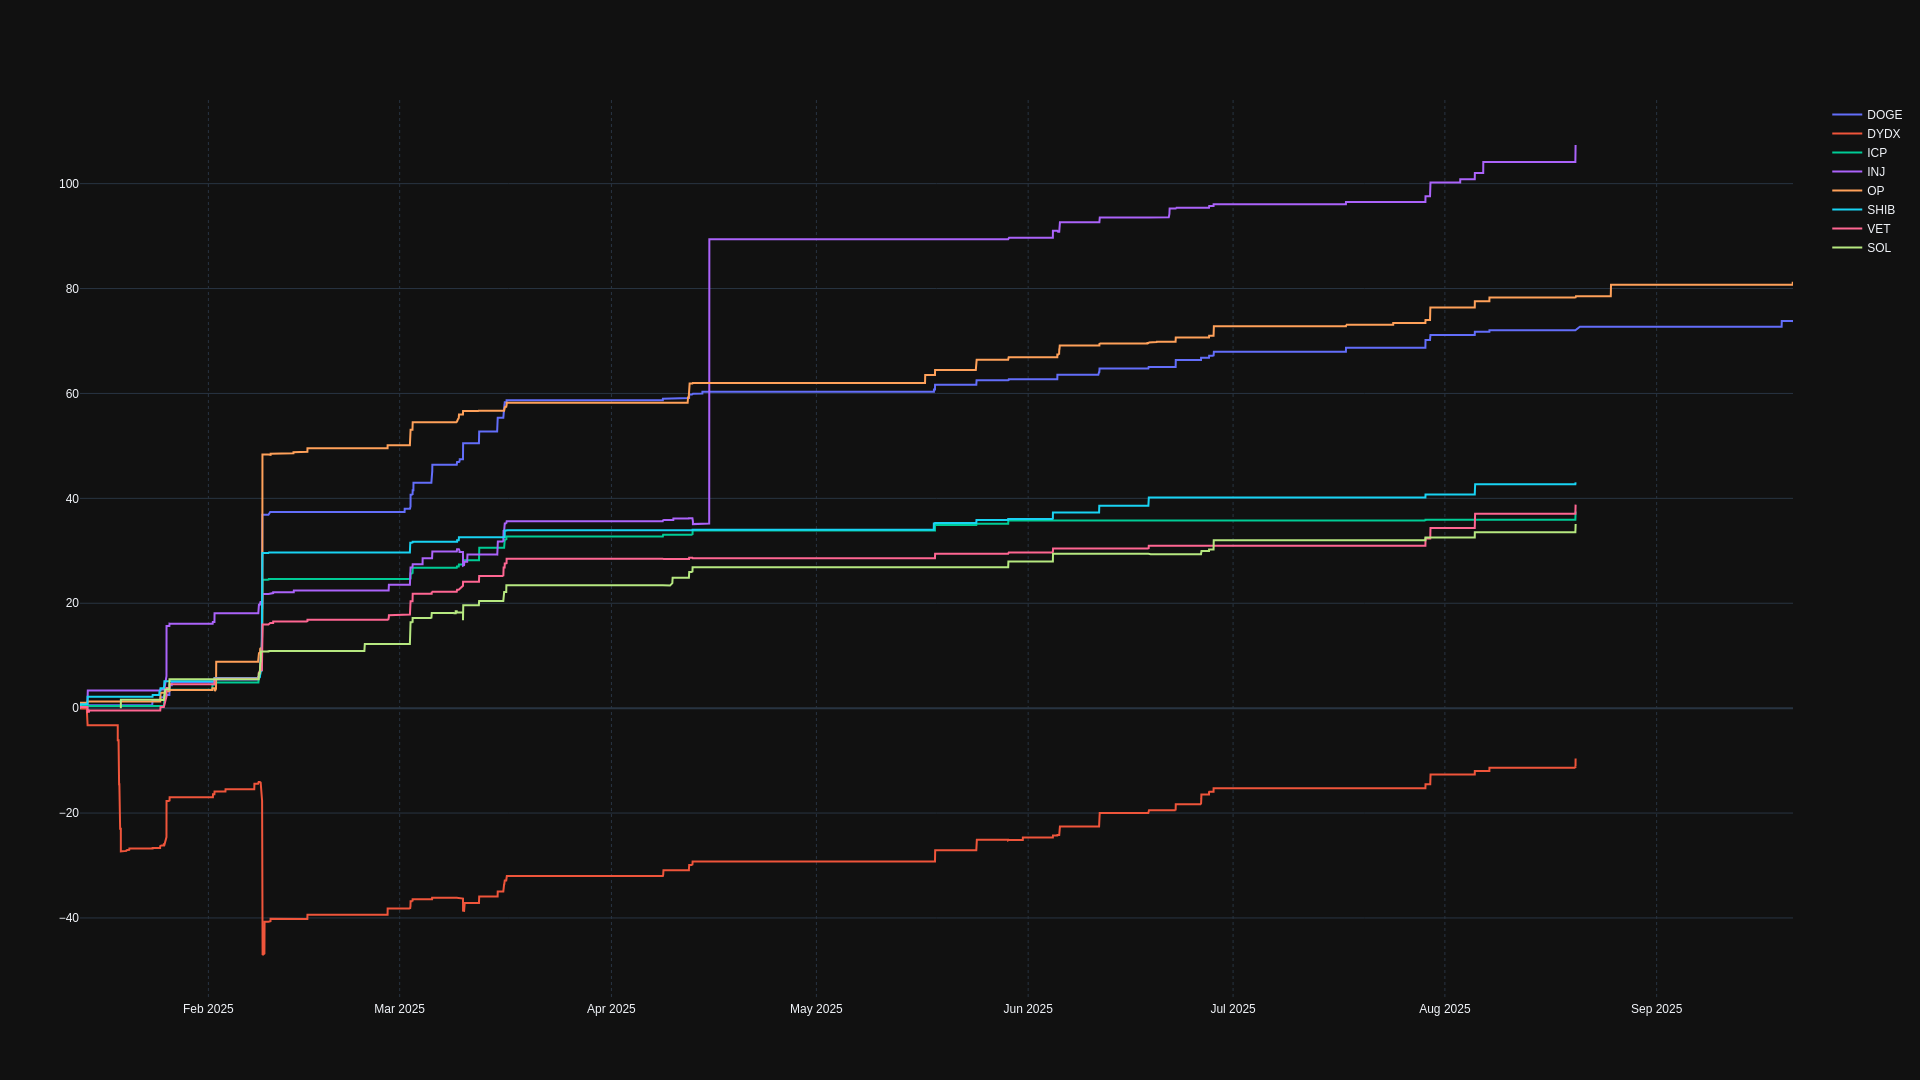 DOGE
DYDX
ICP
INJ
OP
SHIB
VET
SOL
100
80
60
40
20
0
−20
−40
Feb 2025
Mar 2025
Apr 2025
May 2025
Jun 2025
Jul 2025
Aug 2025
Sep 2025